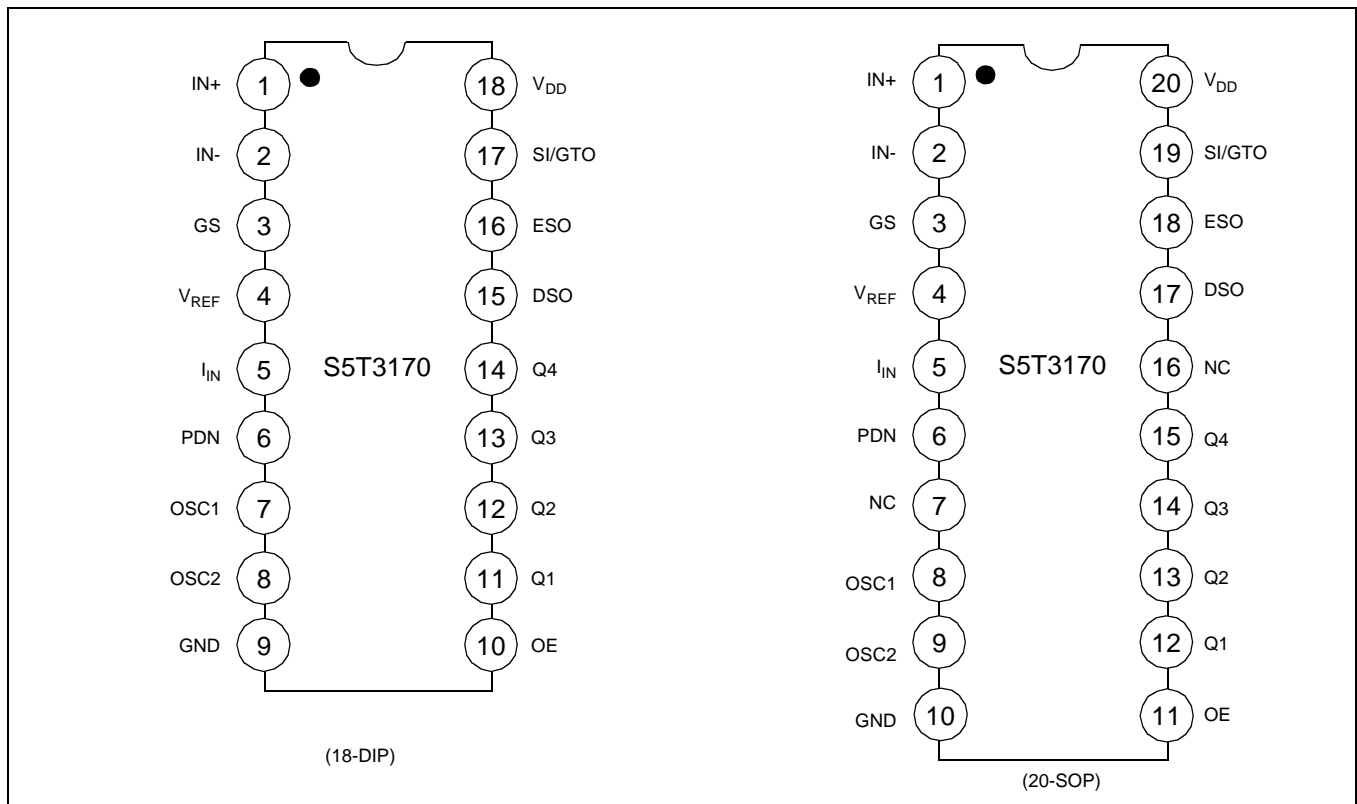 IN+ 1 18 VDD
IN- 2 17 SI/GTO
GS 3 16 ESO
VREF 4 15 DSO
IIN 5 S5T3170 14 Q4
PDN 6 13 Q3
OSC1 7 12 Q2
OSC2 8 11 Q1
GND 9 10 OE
(18-DIP)
IN+ 1 20 VDD
IN- 2 19 SI/GTO
GS 3 18 ESO
VREF 4 17 DSO
IIN 5 S5T3170 16 NC
PDN 6 15 Q4
NC 7 14 Q3
OSC1 8 13 Q2
OSC2 9 12 Q1
GND 10 11 OE
(20-SOP)